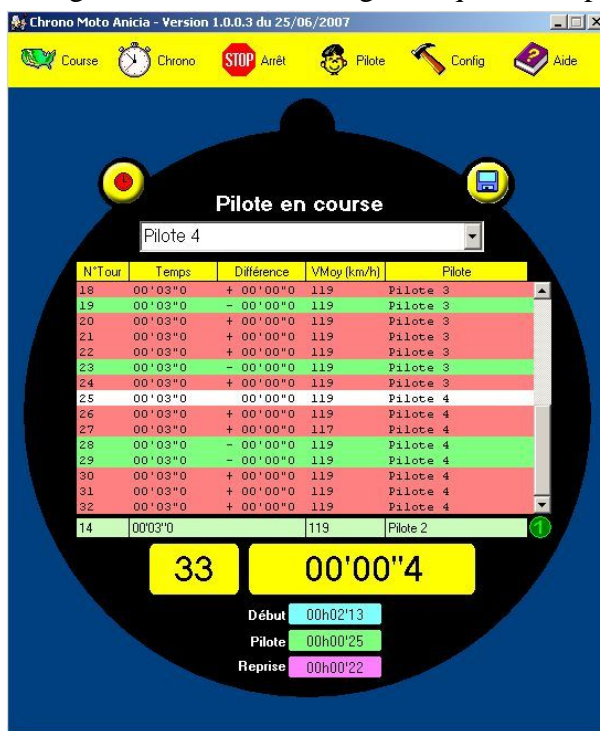 Chrono Moto Anicia - Version 1.0.0.3 du 25/06/2007
Course Chrono STOP Arrêt Pilote Config Aide
Pilote en course
Pilote 4
N°Tour Temps Différence VMoy (km/h) Pilote
18 00'03"0 + 00'00"0 119 Pilote 3
19 00'03"0 - 00'00"0 119 Pilote 3
20 00'03"0 + 00'00"0 119 Pilote 3
21 00'03"0 + 00'00"0 119 Pilote 3
22 00'03"0 + 00'00"0 119 Pilote 3
23 00'03"0 - 00'00"0 119 Pilote 3
24 00'03"0 + 00'00"0 119 Pilote 3
25 00'03"0 00'00"0 119 Pilote 4
26 00'03"0 + 00'00"0 119 Pilote 4
27 00'03"0 + 00'00"0 117 Pilote 4
28 00'03"0 - 00'00"0 119 Pilote 4
29 00'03"0 - 00'00"0 119 Pilote 4
30 00'03"0 + 00'00"0 119 Pilote 4
31 00'03"0 + 00'00"0 119 Pilote 4
32 00'03"0 + 00'00"0 119 Pilote 4
14 00'03"0 119 Pilote 2 1
33 00'00"4
Début 00h02'13
Pilote 00h00'25
Reprise 00h00'22